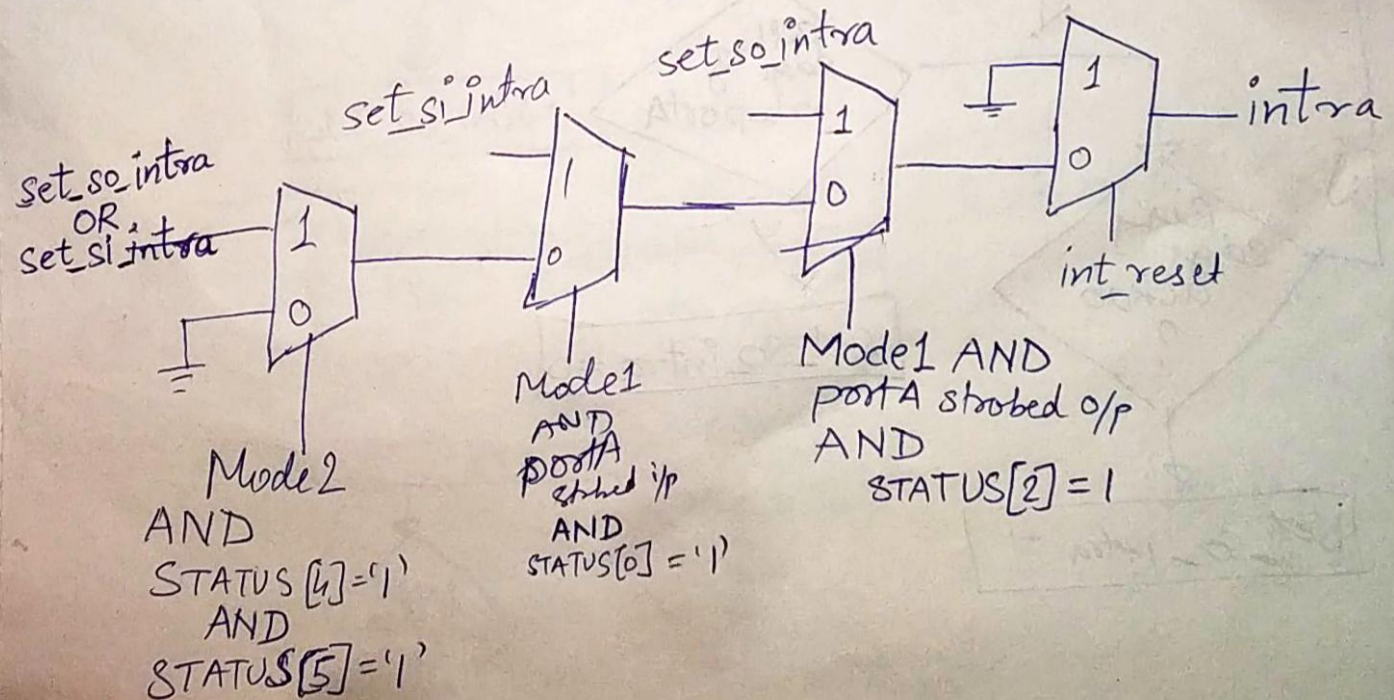 set_so_intra
OR
set_si_intra
1
0
Mode2
AND
STATUS [4]='1'
AND
STATUS[5]='1'
set_si_intra
1
0
Mode1
AND
portA
strobed i/p
AND
STATUS[0]='1'
set_so_intra
1
0
Mode1 AND
portA strobed o/p
AND
STATUS[2]=1
1
0
int_reset
intra